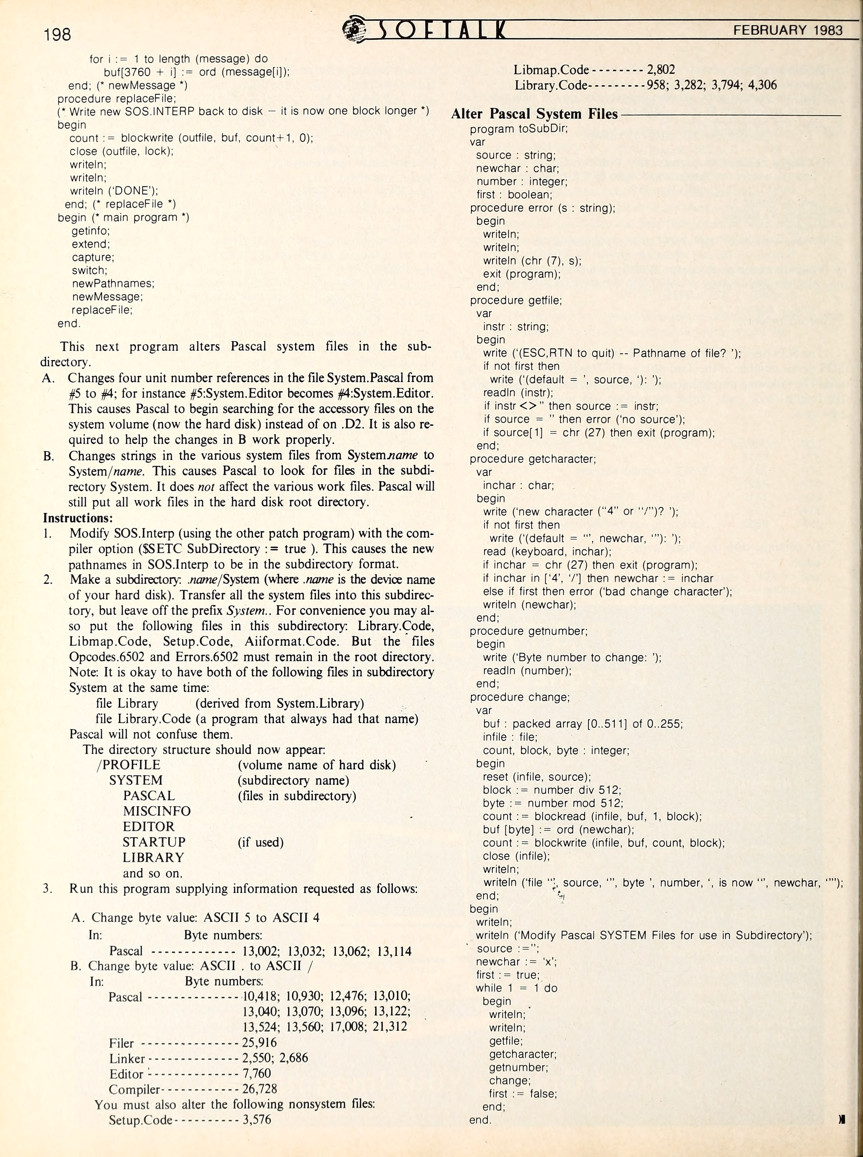 198
SOFTALK
FEBRUARY 1983
for i := 1 to length (message) do
buf[3760 + i] := ord (message[i]);
end; (* newMessage *)
procedure replaceFile;
(* Write new SOS.INTERP back to disk — it is now one block longer *)
begin
count := blockwrite (outfile, buf, count+1, 0);
close (outfile, lock);
writeln;
writeln;
writeln ('DONE');
end; (* replaceFile *)
begin (* main program *)
getinfo;
extend;
capture;
switch;
newPathnames;
newMessage;
replaceFile;
end.
This next program alters Pascal system files in the sub-
directory.
A. Changes four unit number references in the file System.Pascal from
#5 to #4; for instance #5:System.Editor becomes #4:System.Editor.
This causes Pascal to begin searching for the accessory files on the
system volume (now the hard disk) instead of on .D2. It is also re-
quired to help the changes in B work properly.
B. Changes strings in the various system files from System.name to
System/name. This causes Pascal to look for files in the subdi-
rectory System. It does not affect the various work files. Pascal will
still put all work files in the hard disk root directory.
Instructions:
1. Modify SOS.Interp (using the other patch program) with the com-
piler option ($SETC SubDirectory := true ). This causes the new
pathnames in SOS.Interp to be in the subdirectory format.
2. Make a subdirectory: .name/System (where .name is the device name
of your hard disk). Transfer all the system files into this subdirec-
tory, but leave off the prefix System.. For convenience you may al-
so put the following files in this subdirectory: Library.Code,
Libmap.Code, Setup.Code, Aiiformat.Code. But the files
Opcodes.6502 and Errors.6502 must remain in the root directory.
Note: It is okay to have both of the following files in subdirectory
System at the same time:
file Library (derived from System.Library)
file Library.Code (a program that always had that name)
Pascal will not confuse them.
The directory structure should now appear:
/PROFILE (volume name of hard disk)
SYSTEM (subdirectory name)
PASCAL (files in subdirectory)
MISCINFO
EDITOR
STARTUP (if used)
LIBRARY
and so on.
3. Run this program supplying information requested as follows:
A. Change byte value: ASCII 5 to ASCII 4
In: Byte numbers:
Pascal ------------- 13,002; 13,032; 13,062; 13,114
B. Change byte value: ASCII . to ASCII /
In: Byte numbers:
Pascal -------------- 10,418; 10,930; 12,476; 13,010;
13,040; 13,070; 13,096; 13,122;
13,524; 13,560; 17,008; 21,312
Filer --------------- 25,916
Linker -------------- 2,550; 2,686
Editor -------------- 7,760
Compiler ------------ 26,728
You must also alter the following nonsystem files:
Setup.Code ---------- 3,576
Libmap.Code -------- 2,802
Library.Code --------- 958; 3,282; 3,794; 4,306
Alter Pascal System Files
program toSubDir;
var
source : string;
newchar : char;
number : integer;
first : boolean;
procedure error (s : string);
begin
writeln;
writeln;
writeln (chr (7), s);
exit (program);
end;
procedure getfile;
var
instr : string;
begin
write ('(ESC,RTN to quit) -- Pathname of file? ');
if not first then
write ('(default = ', source, '): ');
readln (instr);
if instr <> '' then source := instr;
if source = '' then error ('no source');
if source[1] = chr (27) then exit (program);
end;
procedure getcharacter;
var
inchar : char;
begin
write ('new character ("4" or "/")? ');
if not first then
write ('(default = "', newchar, '"): ');
read (keyboard, inchar);
if inchar = chr (27) then exit (program);
if inchar in ['4', '/'] then newchar := inchar
else if first then error ('bad change character');
writeln (newchar);
end;
procedure getnumber;
begin
write ('Byte number to change: ');
readln (number);
end;
procedure change;
var
buf : packed array [0..511] of 0..255;
infile : file;
count, block, byte : integer;
begin
reset (infile, source);
block := number div 512;
byte := number mod 512;
count := blockread (infile, buf, 1, block);
buf [byte] := ord (newchar);
count := blockwrite (infile, buf, count, block);
close (infile);
writeln;
writeln ('file "', source, '", byte ', number, ', is now "', newchar, '"');
end;
begin
writeln;
writeln ('Modify Pascal SYSTEM Files for use in Subdirectory');
source :='';
newchar := 'x';
first := true;
while 1 = 1 do
begin
writeln;
writeln;
getfile;
getcharacter;
getnumber;
change;
first := false;
end;
end.